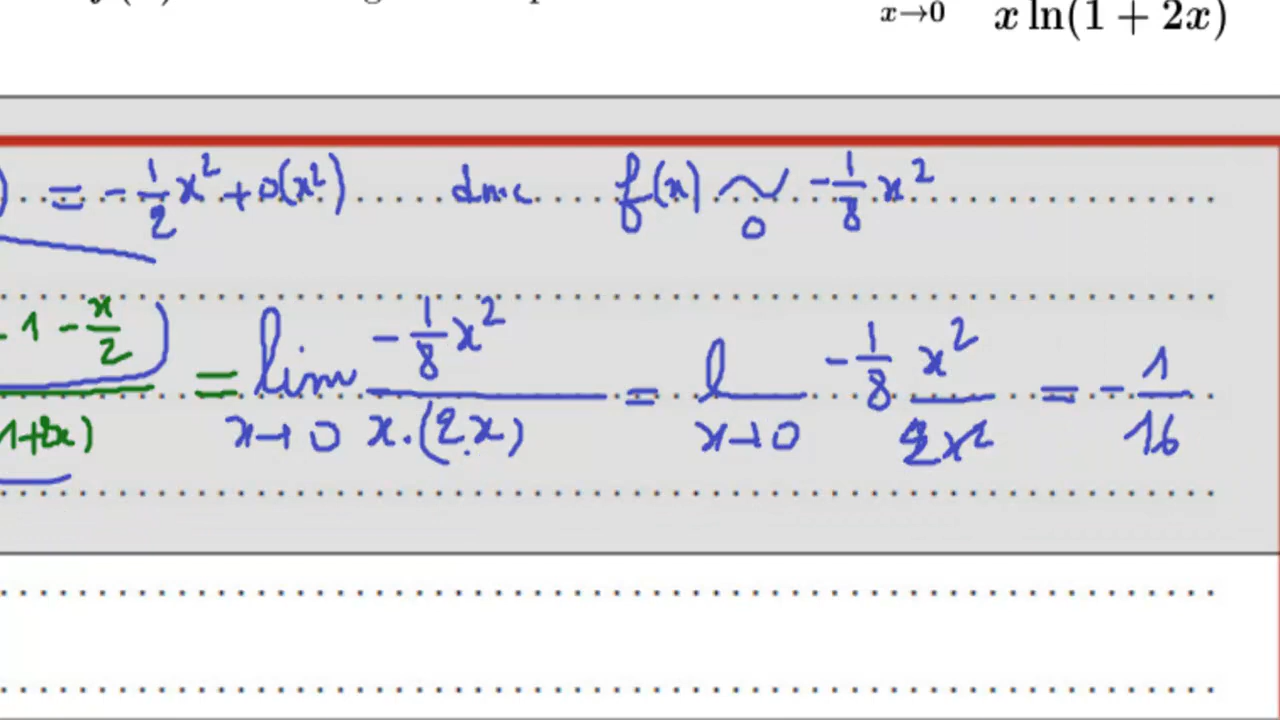 x→0 x ln(1 + 2x)
) = -1/2 x² + o(x²) donc f(x) ~ 0 -1/8 x²
- 1 - x/2 / 1+2x) = lim x→0 -1/8 x² / x.(2x) = l x→0 -1/8 x²/2x² = -1/16